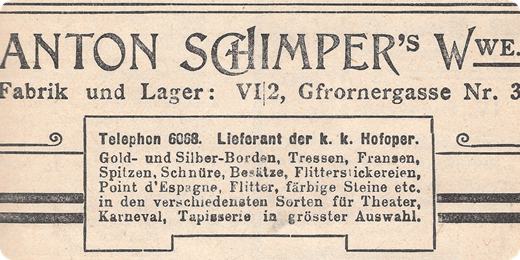 ANTON SCHIMPER's Wwe.
Fabrik und Lager: VI|2, Gfrornergasse Nr. 3
Telephon 6068. Lieferant der k. k. Hofoper.
Gold- und Silber-Borden, Tressen, Fransen,
Spitzen, Schnüre, Besätze, Flitterstickereien,
Point d'Espagne, Flitter, färbige Steine etc.
in den verschiedensten Sorten für Theater,
Karneval, Tapisserie in grösster Auswahl.